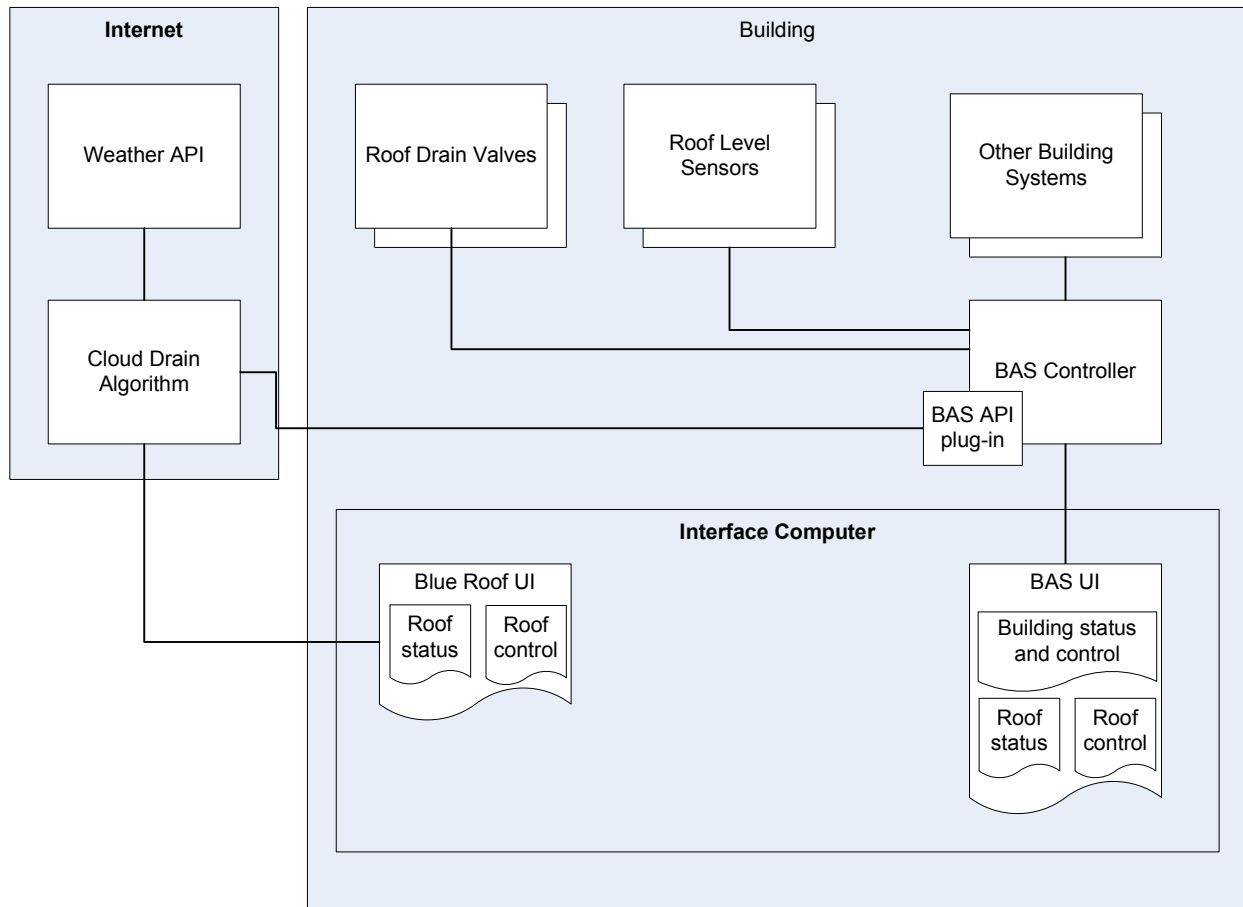 Internet
Building
Weather API
Roof Drain Valves
Roof Level
Sensors
Other Building
Systems
Cloud Drain
Algorithm
BAS Controller
BAS API
plug-in
Interface Computer
Blue Roof UI
Roof
status
Roof
control
BAS UI
Building status
and control
Roof
status
Roof
control